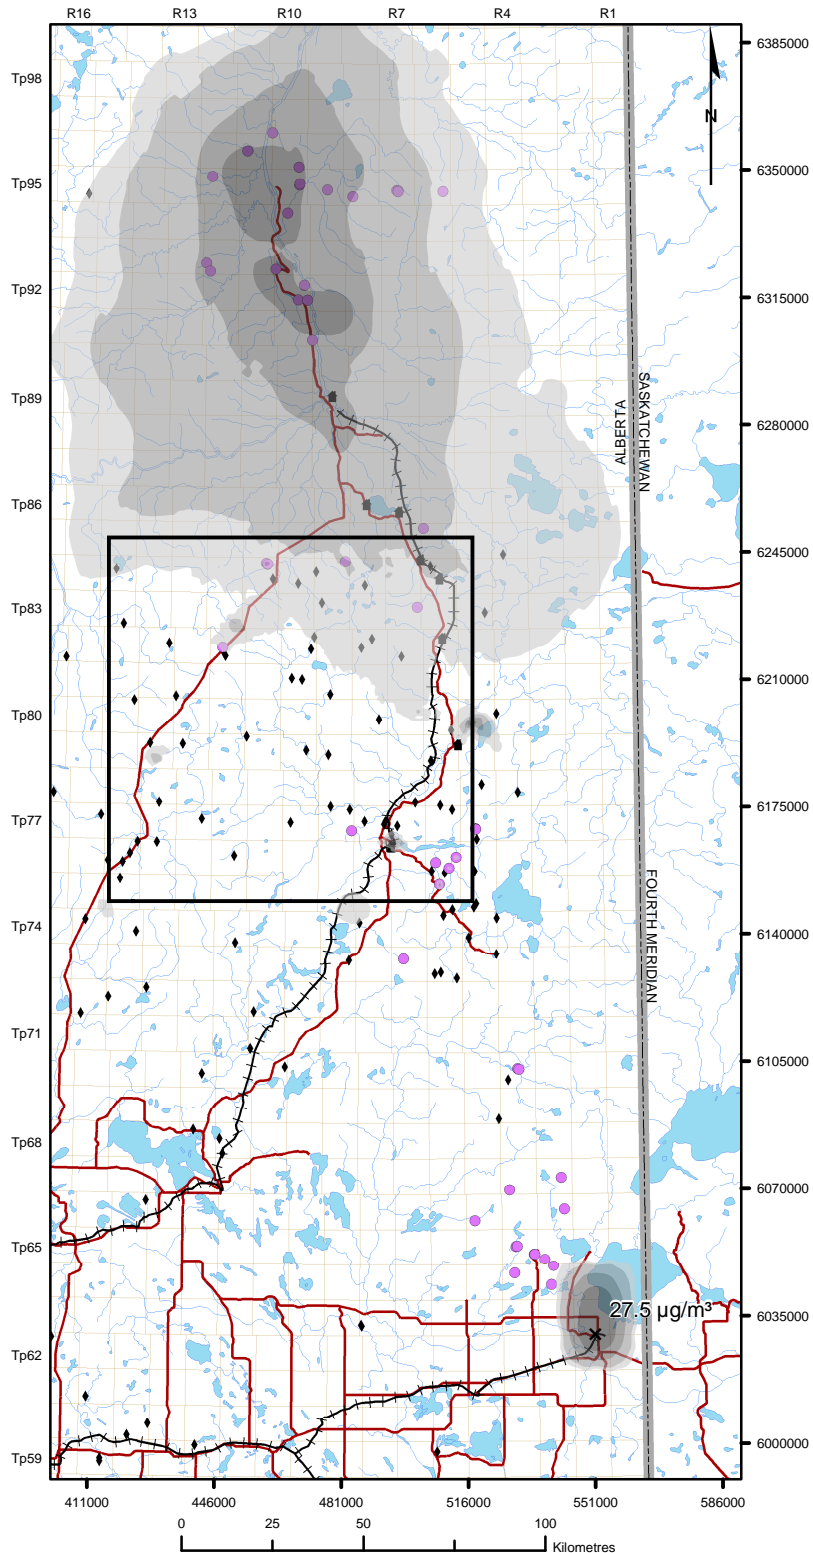 R16 R13 R10 R7 R4 R1
6385000
Tp98
N
6350000
Tp95
Tp92
6315000
Tp89
ALBERTA
SASKATCHEWAN
6280000
Tp86
6245000
Tp83
6210000
Tp80
6175000
Tp77
FOURTH MERIDIAN
Tp74
6140000
Tp71
6105000
Tp68
6070000
Tp65
27.5 µg/m³
6035000
Tp62
6000000
Tp59
411000 446000 481000 516000 551000 586000
0 25 50 100
Kilometres